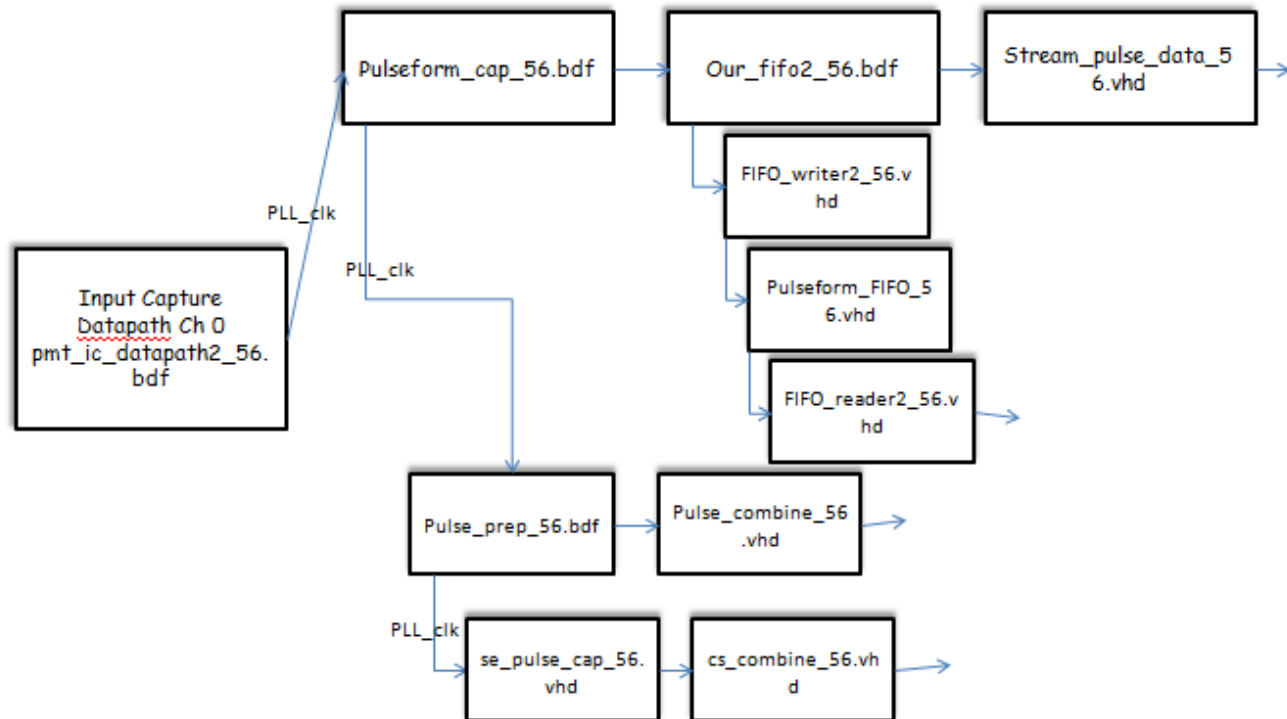 Pulseform_cap_56.bdf
Our_fifo2_56.bdf
Stream_pulse_data_5
6.vhd
FIFO_writer2_56.v
hd
PLL_clk
Input Capture
Datapath Ch 0
pmt_ic_datapath2_56.
bdf
PLL_clk
Pulseform_FIFO_5
6.vhd
FIFO_reader2_56.v
hd
Pulse_prep_56.bdf
Pulse_combine_56
.vhd
PLL_clk
se_pulse_cap_56.
vhd
cs_combine_56.vh
d